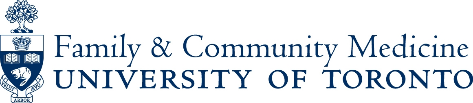 Family & Community Medicine
UNIVERSITY OF TORONTO